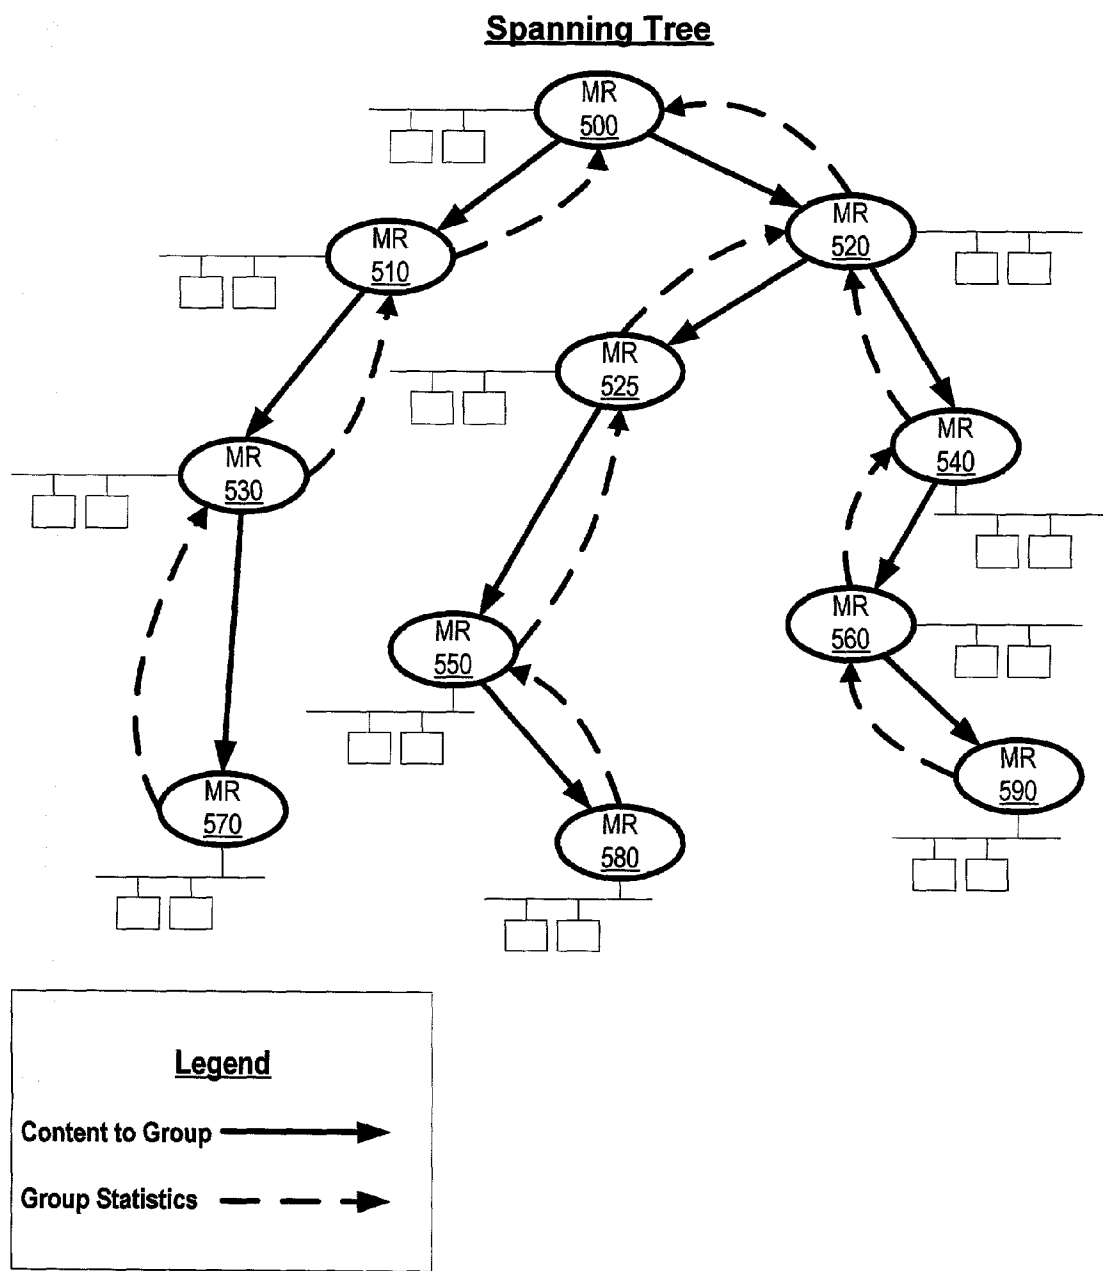 Spanning Tree
MR
500
MR
510
MR
520
MR
525
MR
530
MR
540
MR
560
MR
550
MR
590
MR
570
MR
580
Legend
Content to Group
Group Statistics